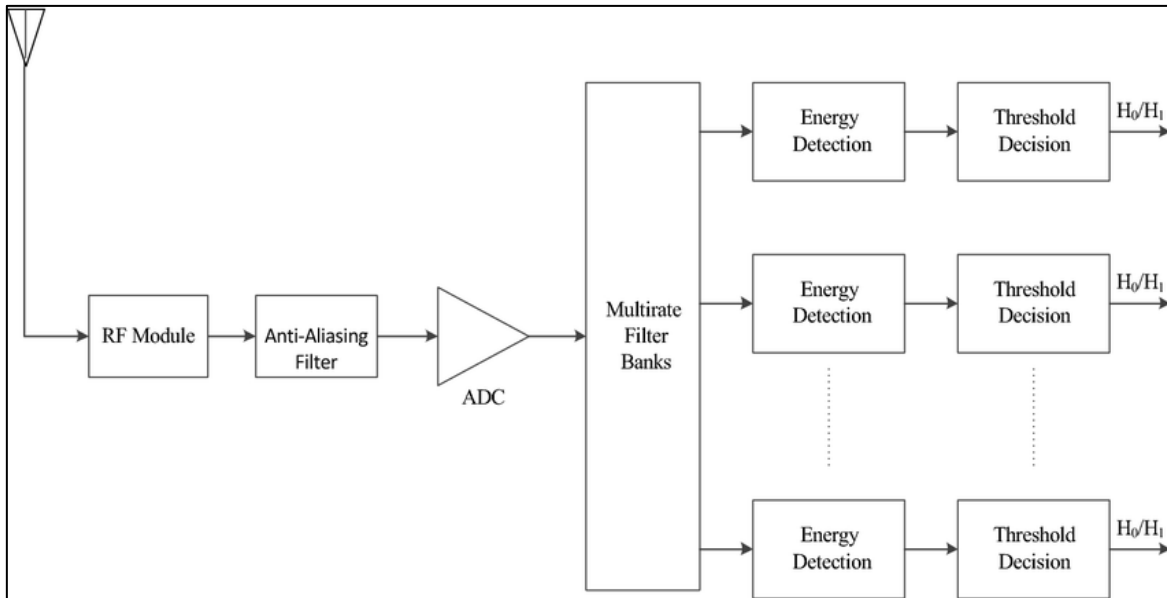 RF Module
Anti-Aliasing
Filter
ADC
Multirate
Filter
Banks
Energy
Detection
Threshold
Decision
H₀/H₁
Energy
Detection
Threshold
Decision
H₀/H₁
Energy
Detection
Threshold
Decision
H₀/H₁